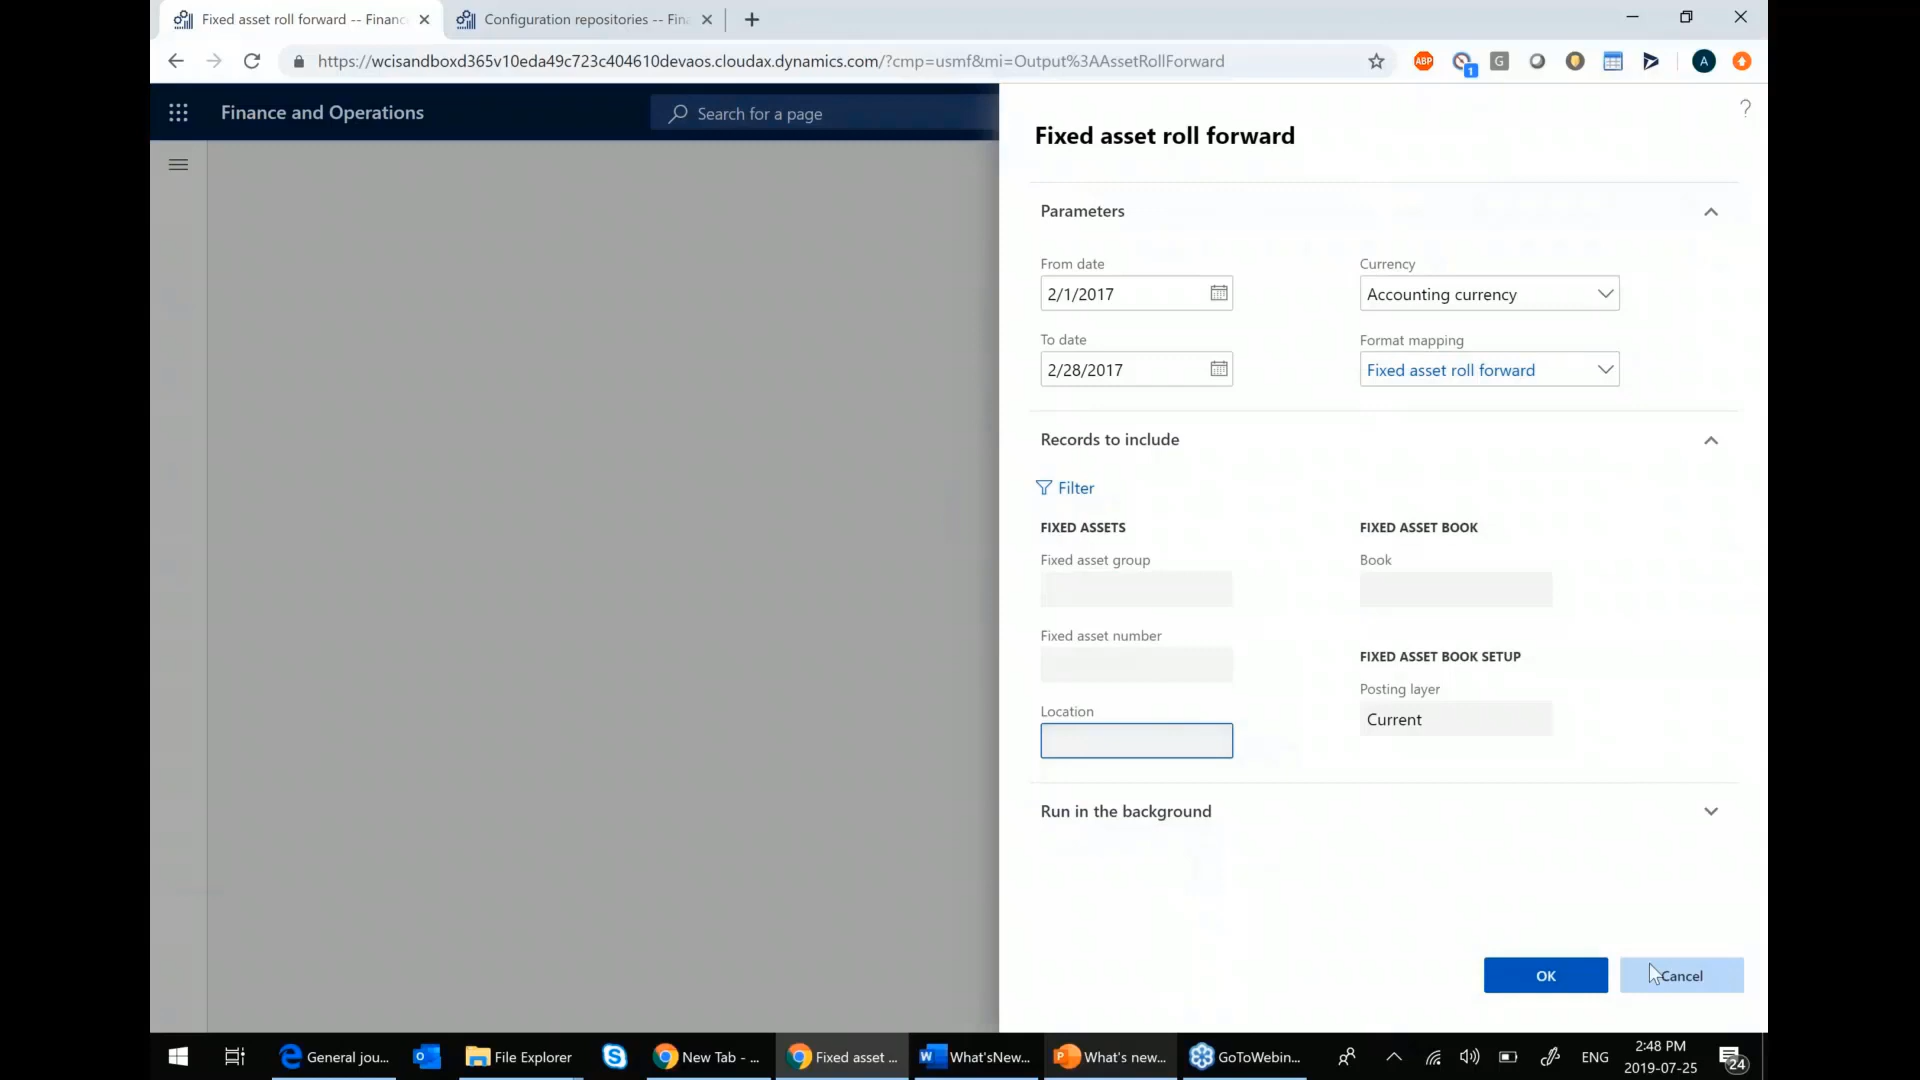 Fixed asset roll forward -- Financ
Configuration repositories -- Fin
https://wcisandboxd365v10eda49c723c404610devaos.cloudax.dynamics.com/?cmp=usmf&mi=Output%3AAssetRollForward
ABP
1
G
A
Finance and Operations
Search for a page
?
Fixed asset roll forward
Parameters
From date
2/1/2017
Currency
Accounting currency
To date
2/28/2017
Format mapping
Fixed asset roll forward
Records to include
Filter
FIXED ASSETS
Fixed asset group
Fixed asset number
Location
FIXED ASSET BOOK
Book
FIXED ASSET BOOK SETUP
Posting layer
Current
Run in the background
OK
Cancel
General jou...
File Explorer
New Tab - ...
Fixed asset ...
What'sNew...
What's new...
GoToWebin...
ENG
2:48 PM
2019-07-25
24